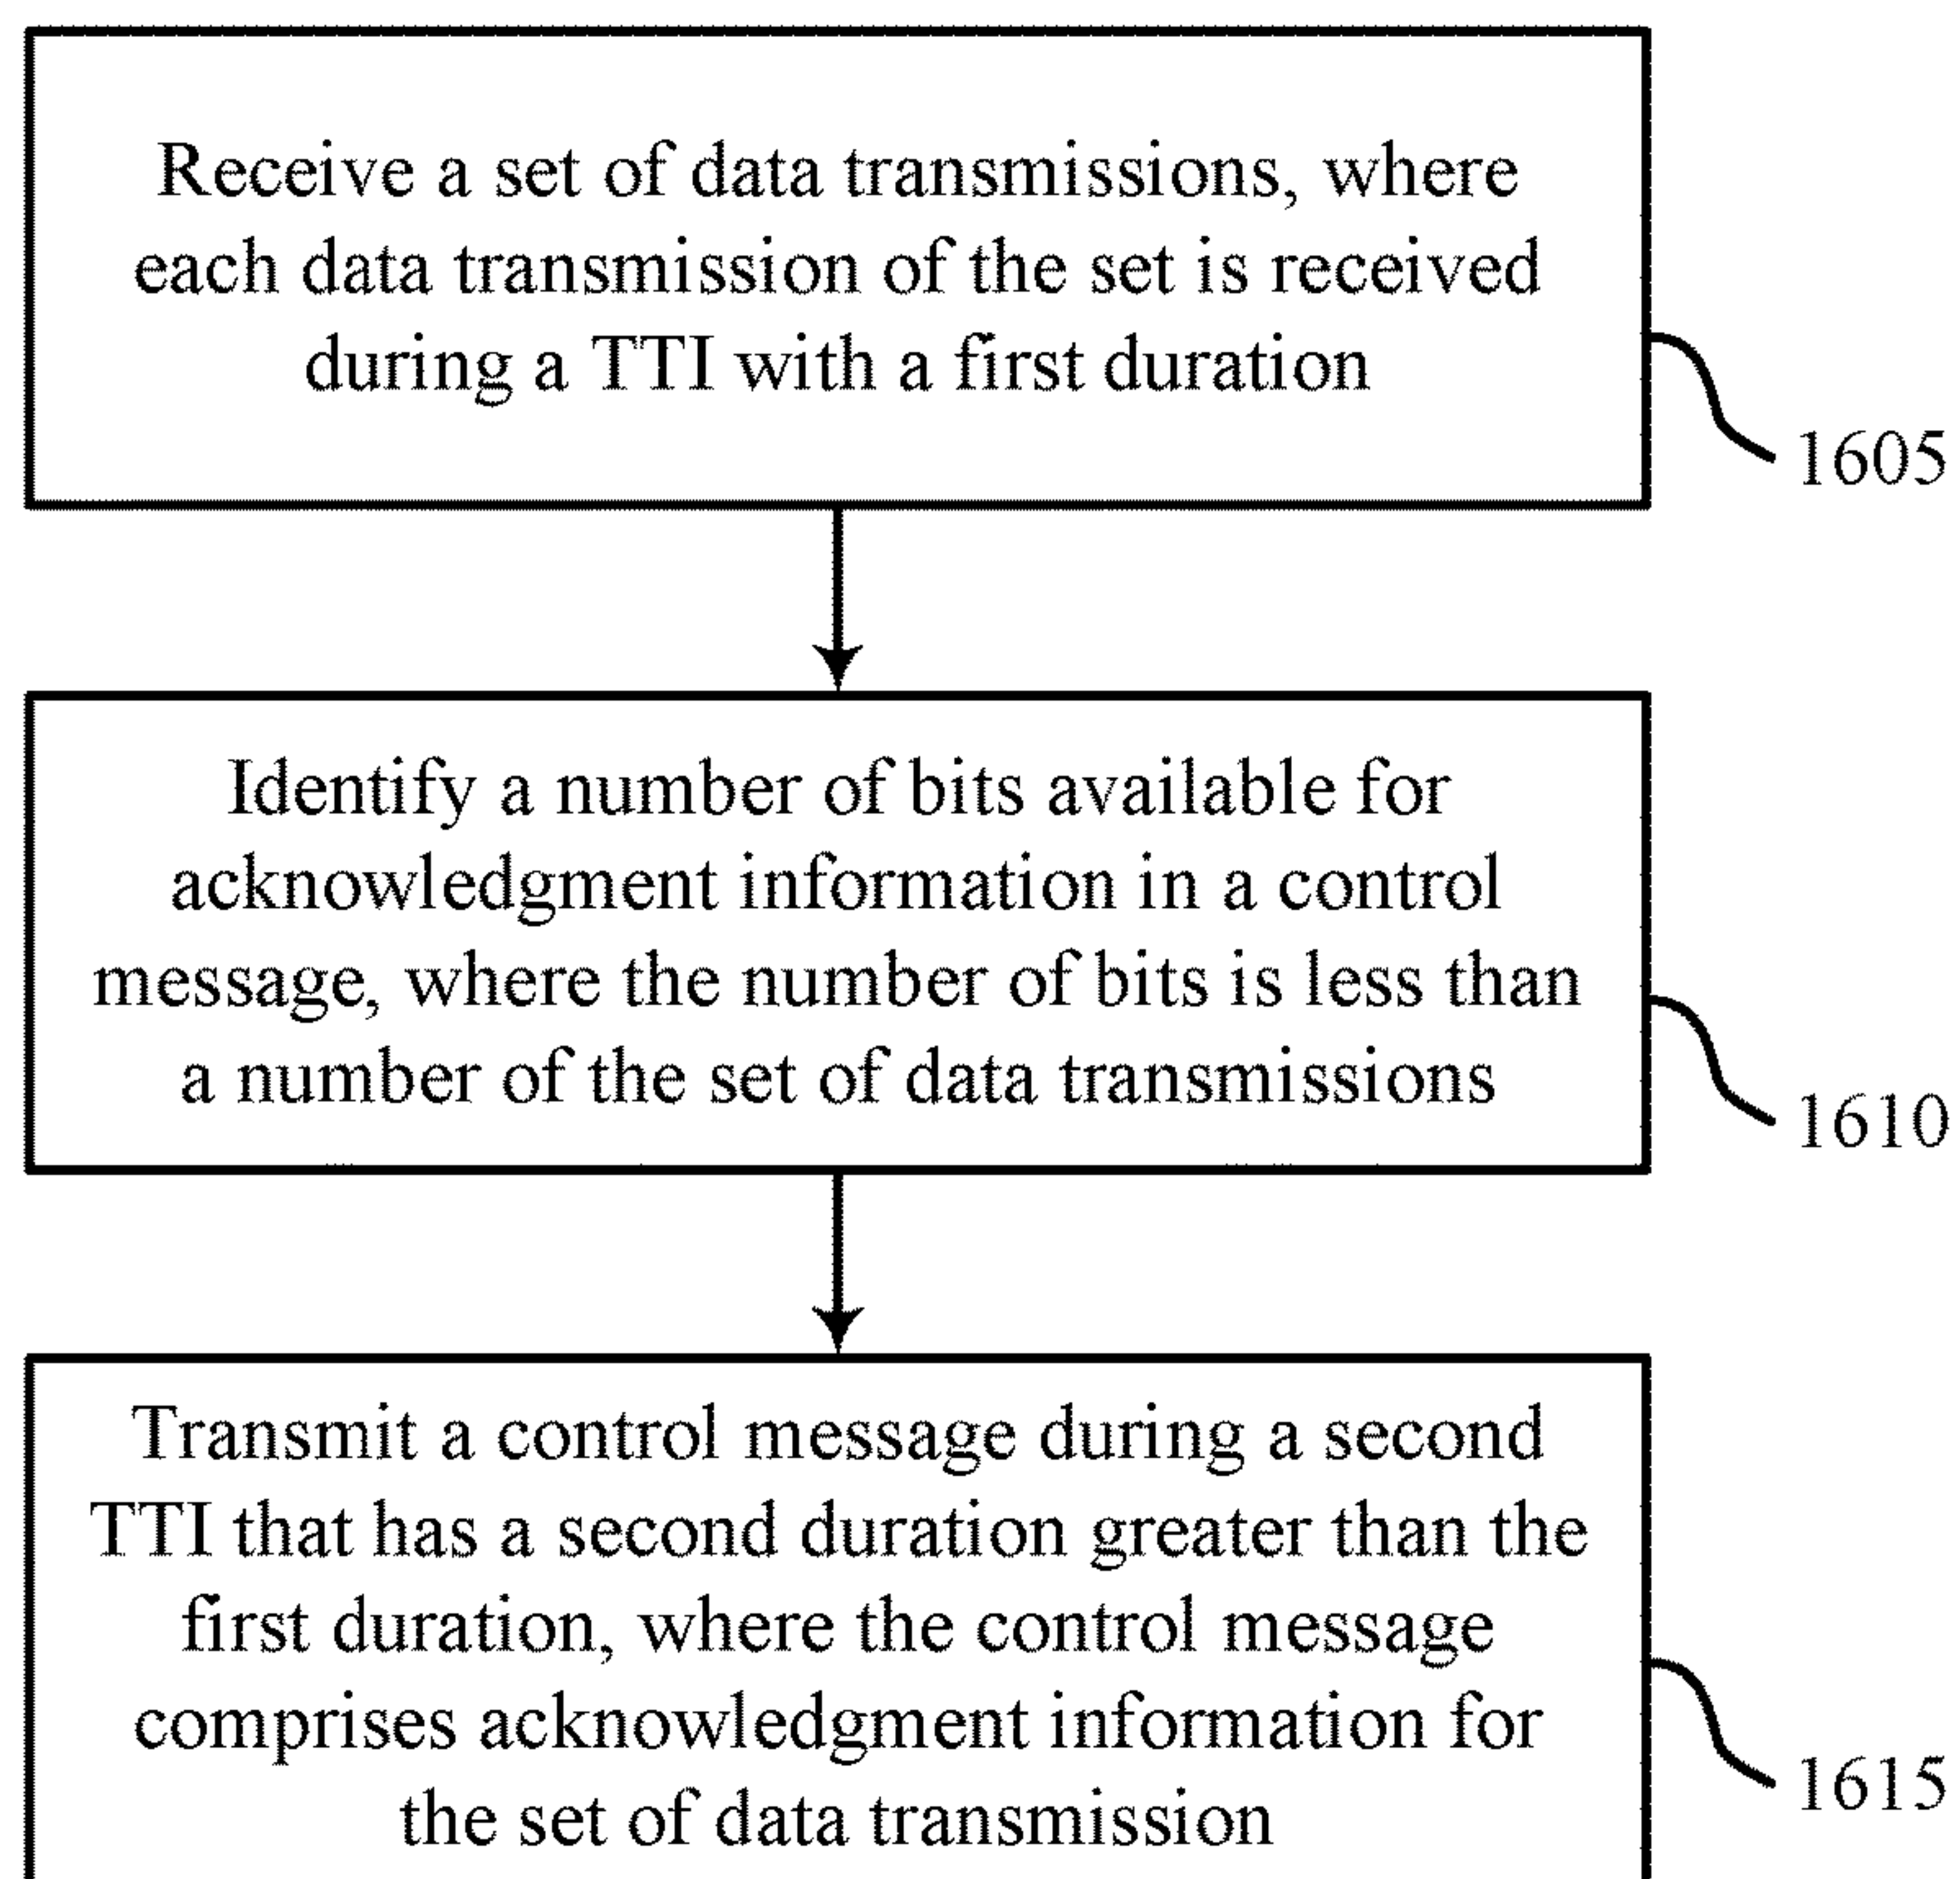 Receive a set of data transmissions, where
each data transmission of the set is received
during a TTI with a first duration
1605
Identify a number of bits available for
acknowledgment information in a control
message, where the number of bits is less than
a number of the set of data transmissions
1610
Transmit a control message during a second
TTI that has a second duration greater than the
first duration, where the control message
comprises acknowledgment information for
the set of data transmission
1615